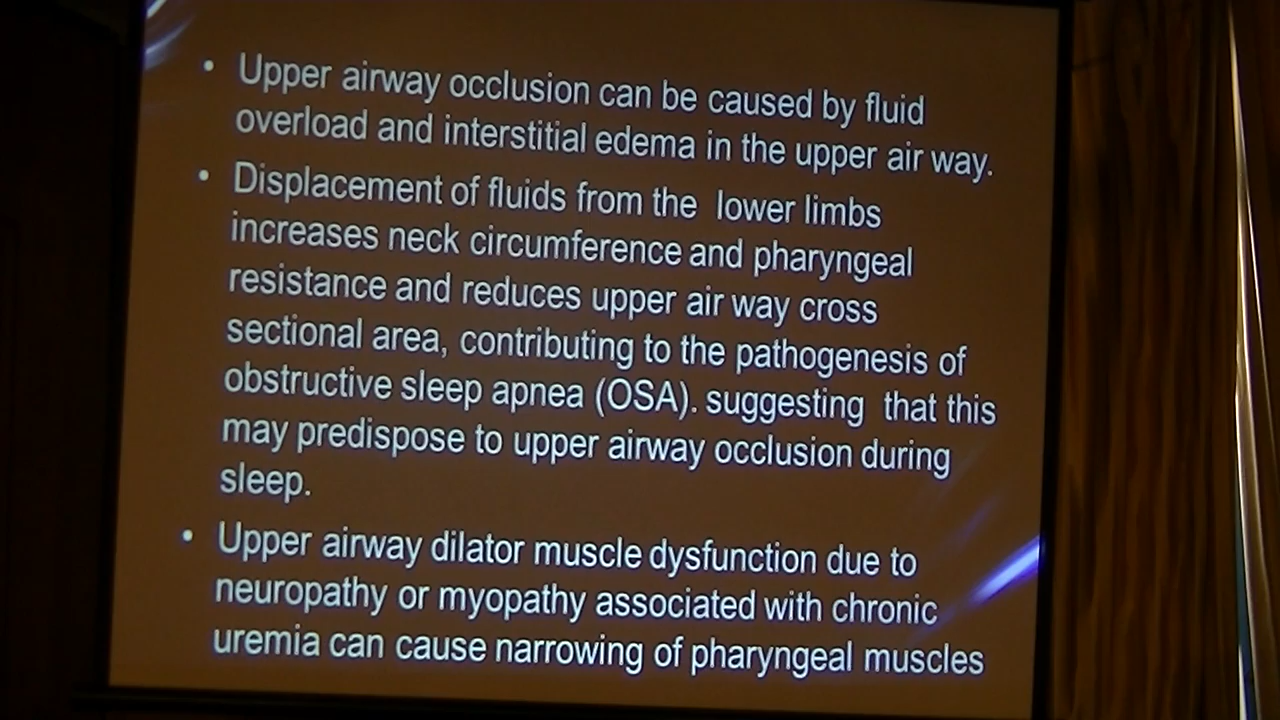 • Upper airway occlusion can be caused by fluid
overload and interstitial edema in the upper air way.
• Displacement of fluids from the lower limbs
increases neck circumference and pharyngeal
resistance and reduces upper air way cross
sectional area, contributing to the pathogenesis of
obstructive sleep apnea (OSA). suggesting that this
may predispose to upper airway occlusion during
sleep.
• Upper airway dilator muscle dysfunction due to
neuropathy or myopathy associated with chronic
uremia can cause narrowing of pharyngeal muscles